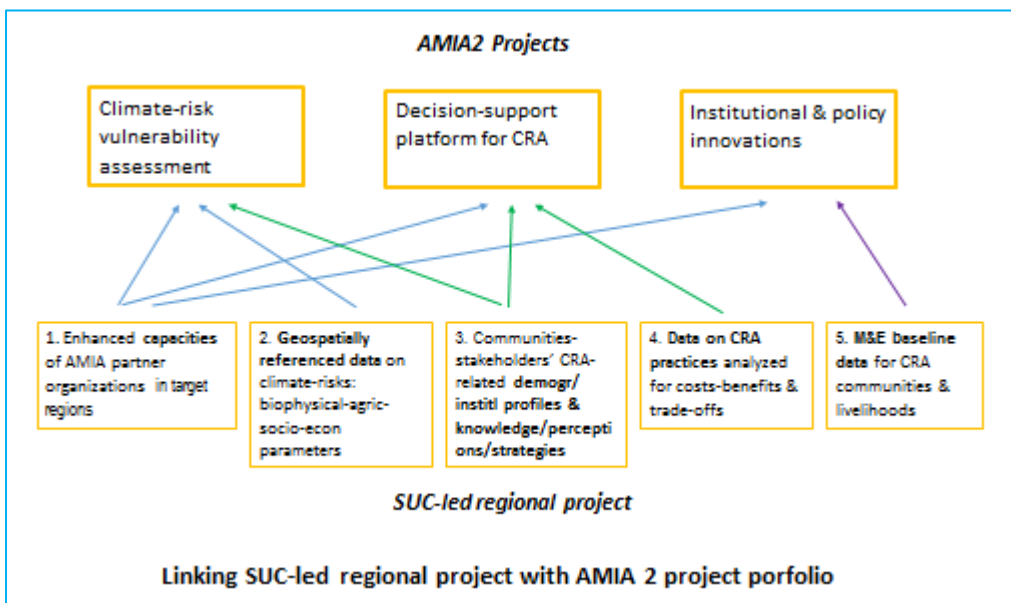 AMIA2 Projects
Climate-risk
vulnerability
assessment
Decision-support
platform for CRA
Institutional & policy
innovations
1. Enhanced capacities
of AMIA partner
organizations in target
regions
2. Geospatially
referenced data on
climate-risks:
biophysical-agric-
socio-econ
parameters
3. Communities-
stakeholders’ CRA-
related demogr/
institl profiles &
knowledge/percepti
ons/strategies
4. Data on CRA
practices analyzed
for costs-benefits &
trade-offs
5. M&E baseline
data for CRA
communities &
livelihoods
SUC-led regional project
Linking SUC-led regional project with AMIA 2 project porfolio